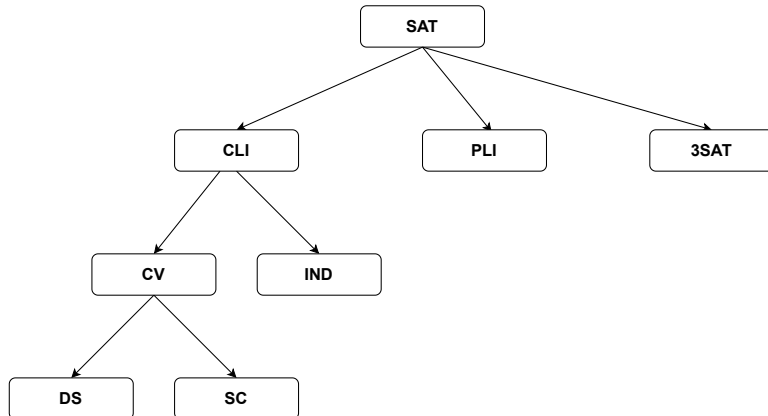 SAT
CLI
PLI
3SAT
CV
IND
DS
SC